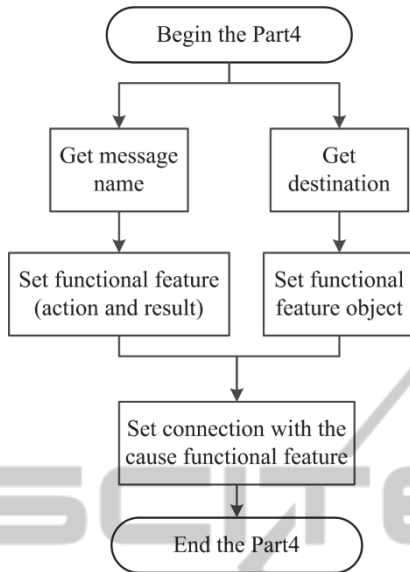 Begin the Part4
Get message
name
Get
destination
Set functional feature
(action and result)
Set functional
feature object
Set connection with the
cause functional feature
End the Part4